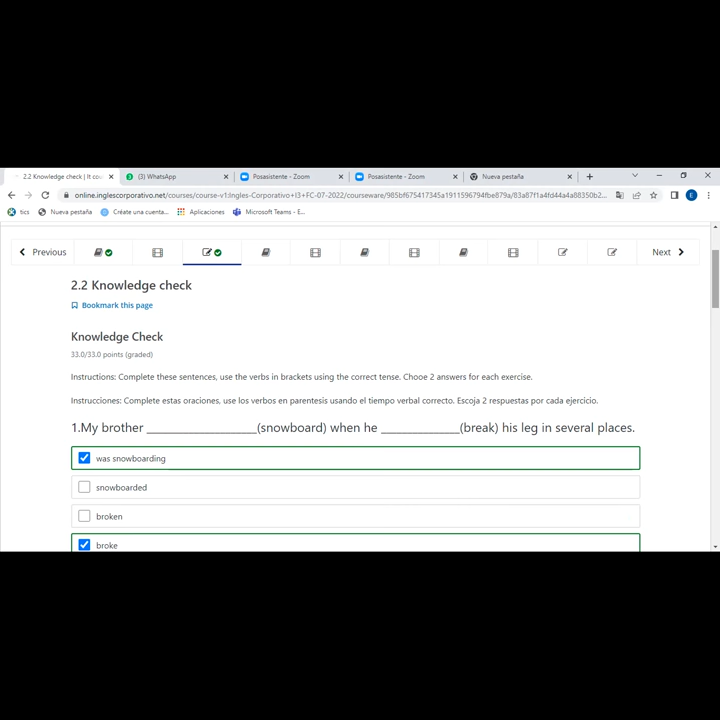 2.2 Knowledge check | It cou
(3) WhatsApp
Posasistente - Zoom
Posasistente - Zoom
Nueva pestaña
online.inglescorporativo.net/courses/course-v1:Ingles-Corporativo+I3+FC-07-2022/courseware/985bf675417345a1911596794fbe879a/83a87f1a4fd44a4a88350b2...
E
tics
Nueva pestaña
Créate una cuenta...
Aplicaciones
Microsoft Teams - E...
Previous
Next
2.2 Knowledge check
Bookmark this page
Knowledge Check
33.0/33.0 points (graded)
Instructions: Complete these sentences, use the verbs in brackets using the correct tense. Chooe 2 answers for each exercise.
Instrucciones: Complete estas oraciones, use los verbos en parentesis usando el tiempo verbal correcto. Escoja 2 respuestas por cada ejercicio.
1.My brother ___________________(snowboard) when he ______________(break) his leg in several places.
was snowboarding
snowboarded
broken
broke